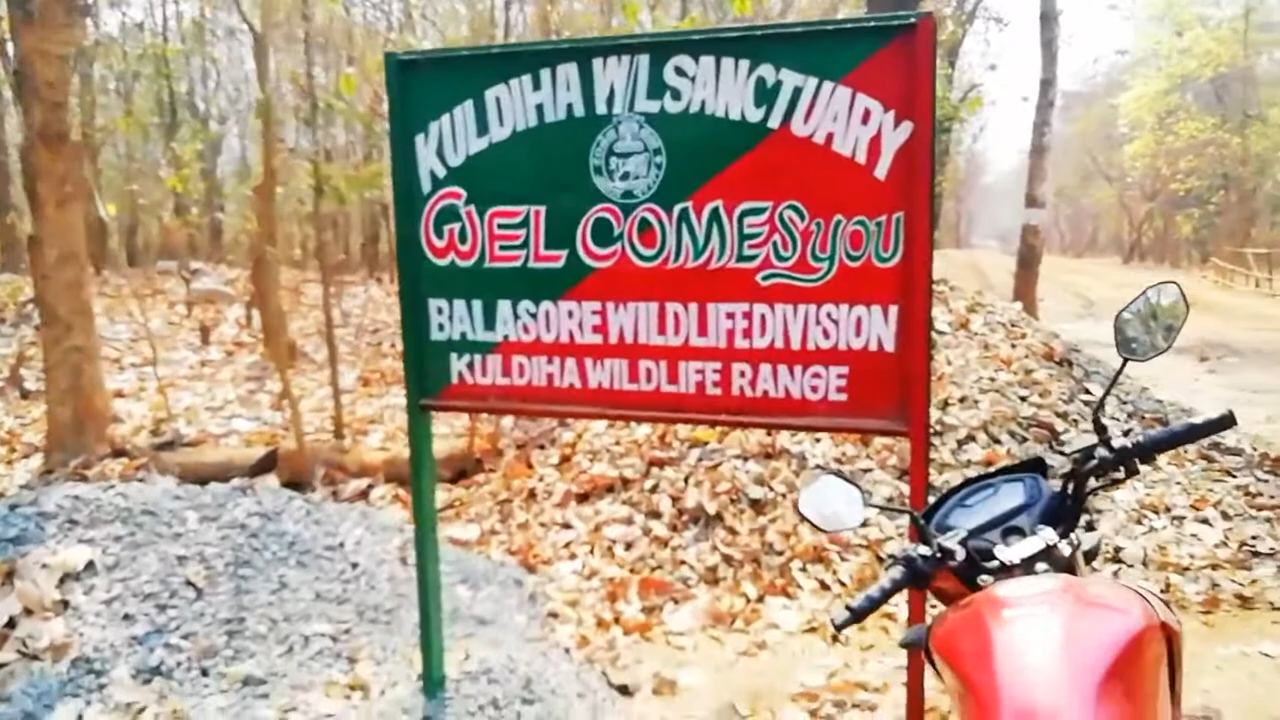 KULDIHA W/L SANCTUARY
WELCOMES YOU
BALASORE WILDLIFE DIVISION
KULDIHA WILDLIFE RANGE